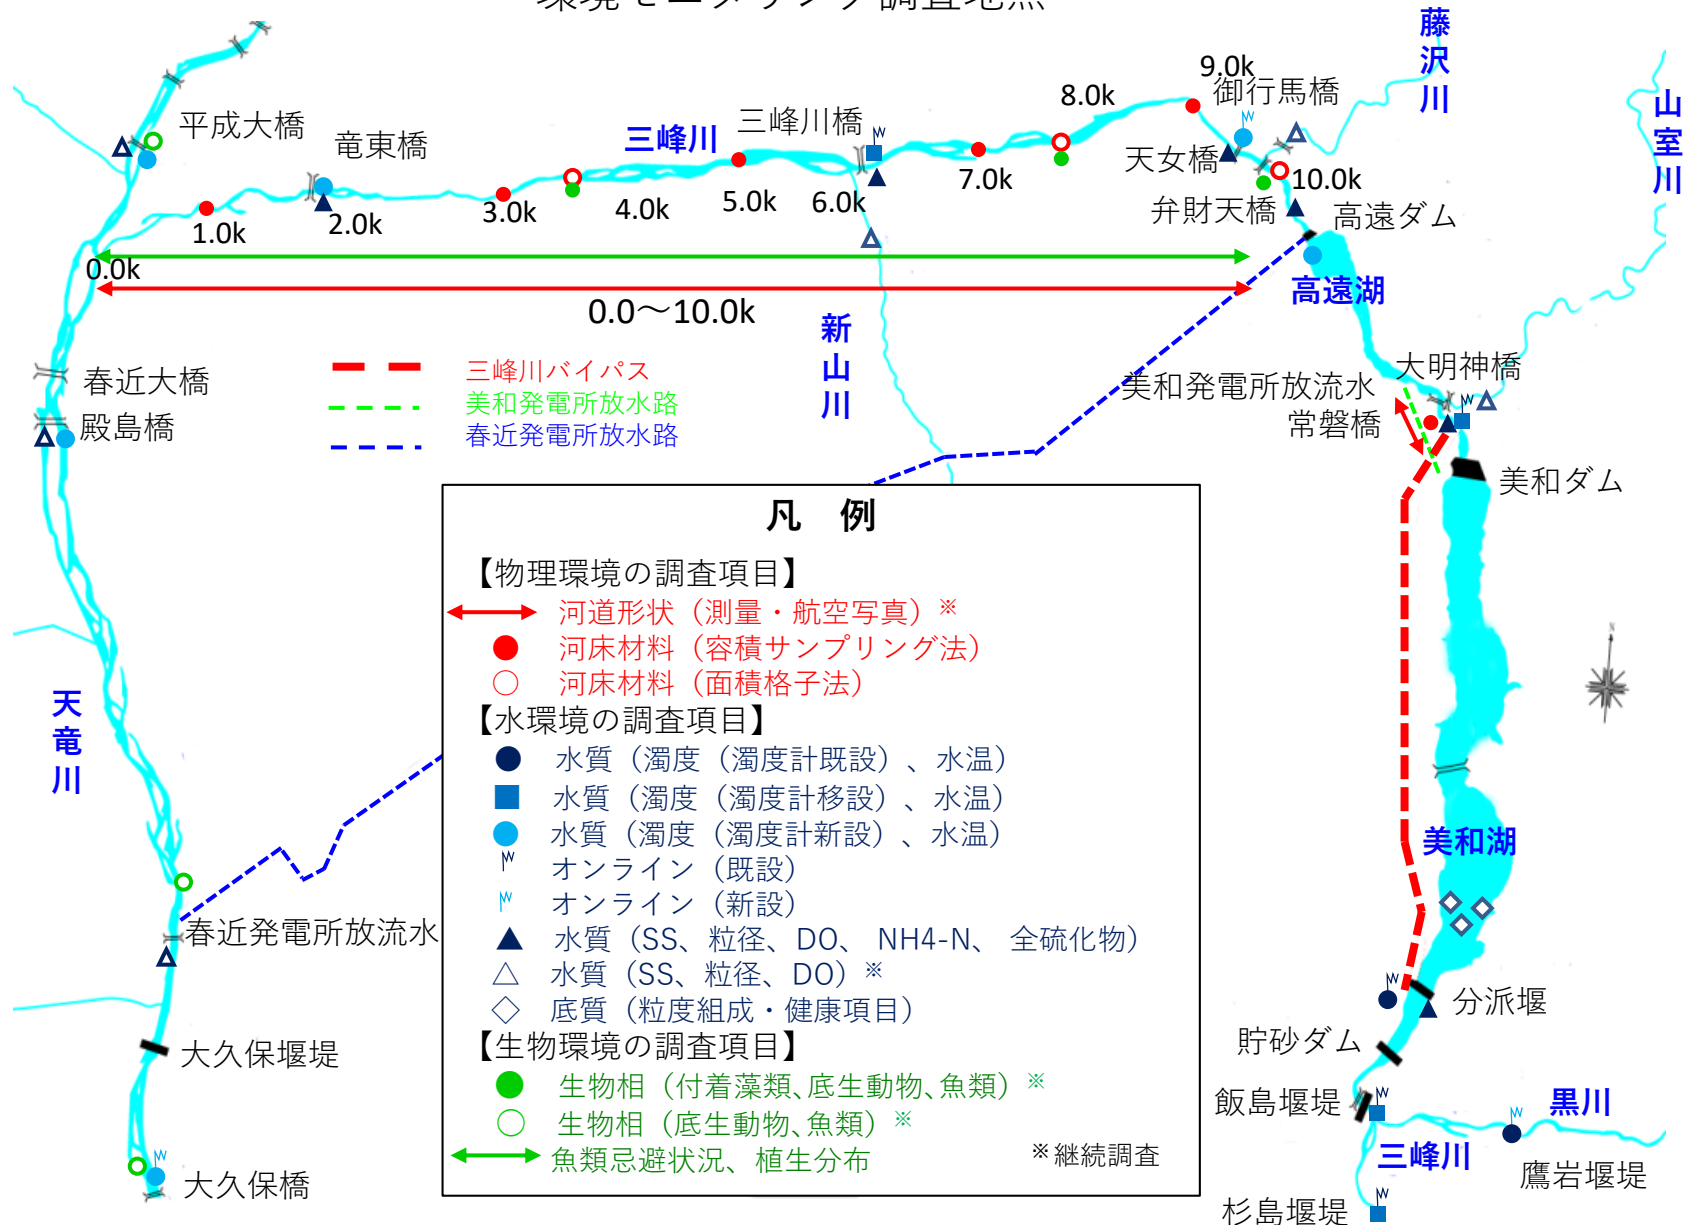 環境モニタリング調査地点
藤沢川
山室川
9.0k
御行馬橋
8.0k
平成大橋
竜東橋
三峰川
三峰川橋
天女橋
7.0k
10.0k
弁財天橋
高遠ダム
1.0k
2.0k
3.0k
4.0k
5.0k
6.0k
0.0k
高遠湖
0.0～10.0k
新山川
春近大橋
殿島橋
三峰川バイパス
美和発電所放水路
春近発電所放水路
大明神橋
美和発電所放流水
常磐橋
美和ダム
凡 例
【物理環境の調査項目】
河道形状（測量・航空写真）※
河床材料（容積サンプリング法）
河床材料（面積格子法）
【水環境の調査項目】
水質（濁度（濁度計既設）、水温）
水質（濁度（濁度計移設）、水温）
水質（濁度（濁度計新設）、水温）
オンライン（既設）
オンライン（新設）
水質（SS、粒径、DO、 NH4-N、 全硫化物）
水質（SS、粒径、DO）※
底質（粒度組成・健康項目）
【生物環境の調査項目】
生物相（付着藻類、底生動物、魚類）※
生物相（底生動物、魚類）※
魚類忌避状況、植生分布
※継続調査
天竜川
春近発電所放流水
大久保堰堤
大久保橋
美和湖
分派堰
貯砂ダム
飯島堰堤
黒川
三峰川
鷹岩堰堤
杉島堰堤
N